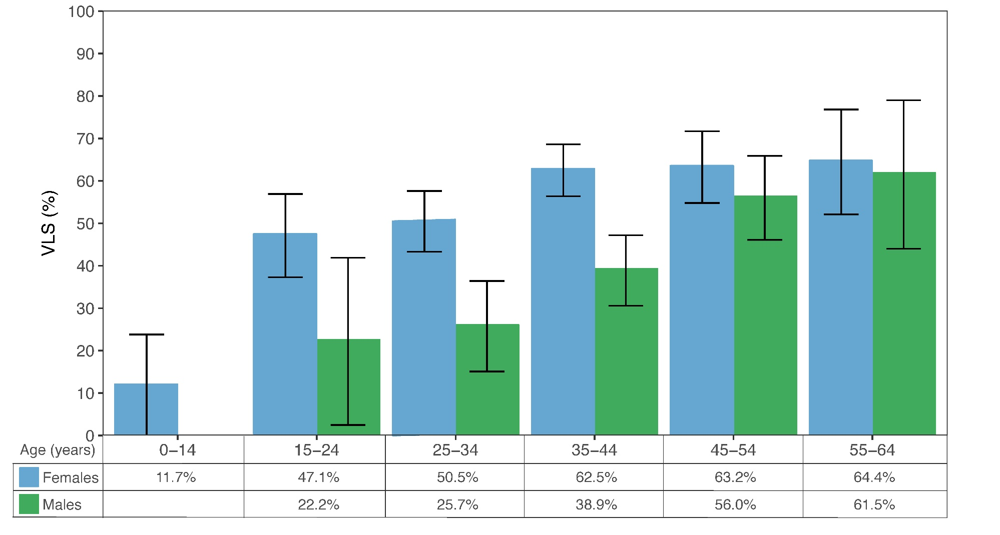 100
90
80
70
60
50
40
30
20
10
0
VLS (%)
Age (years) 0–14 15–24 25–34 35–44 45–54 55–64
Females 11.7% 47.1% 50.5% 62.5% 63.2% 64.4%
Males 22.2% 25.7% 38.9% 56.0% 61.5%